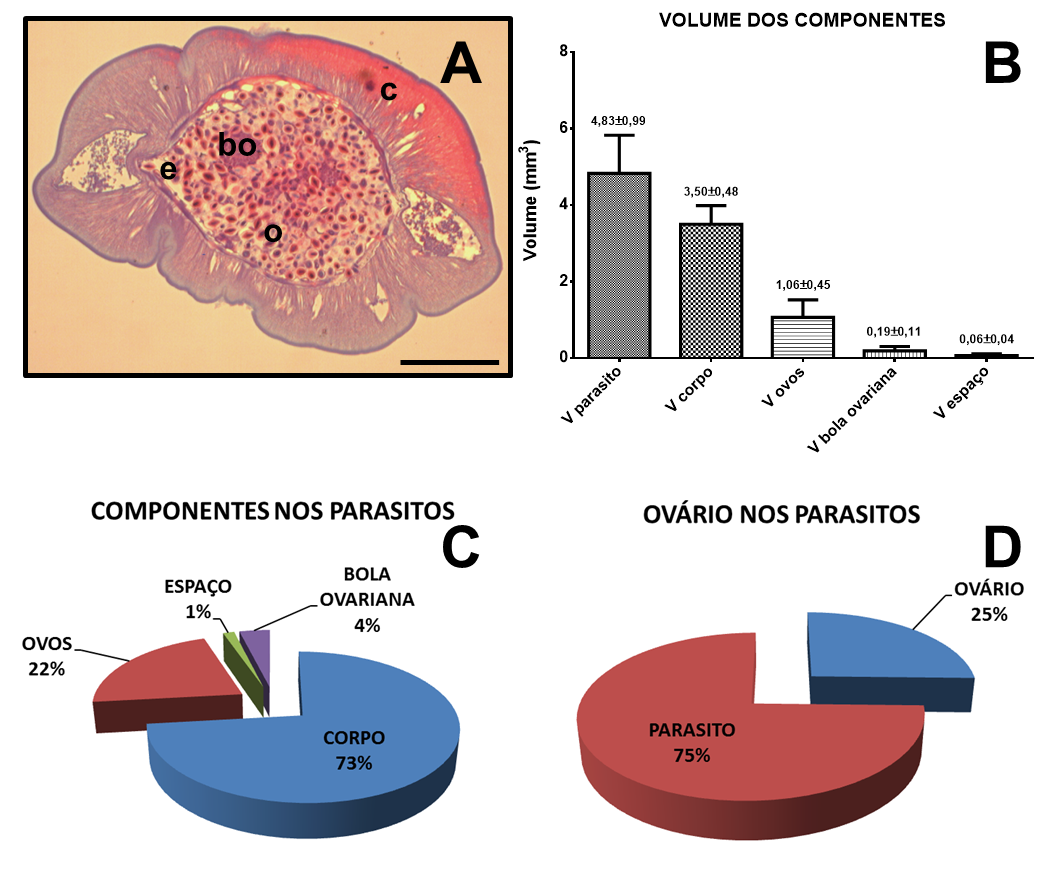 A
c
bo
e
o
VOLUME DOS COMPONENTES
B
Volume (mm³)
8
6
4
2
0
4,83±0,99
3,50±0,48
1,06±0,45
0,19±0,11
0,06±0,04
V parasito
V corpo
V ovos
V bola ovariana
V espaço
COMPONENTES NOS PARASITOS
C
ESPAÇO
1%
BOLA
OVARIANA
4%
OVOS
22%
CORPO
73%
OVÁRIO NOS PARASITOS
D
OVÁRIO
25%
PARASITO
75%